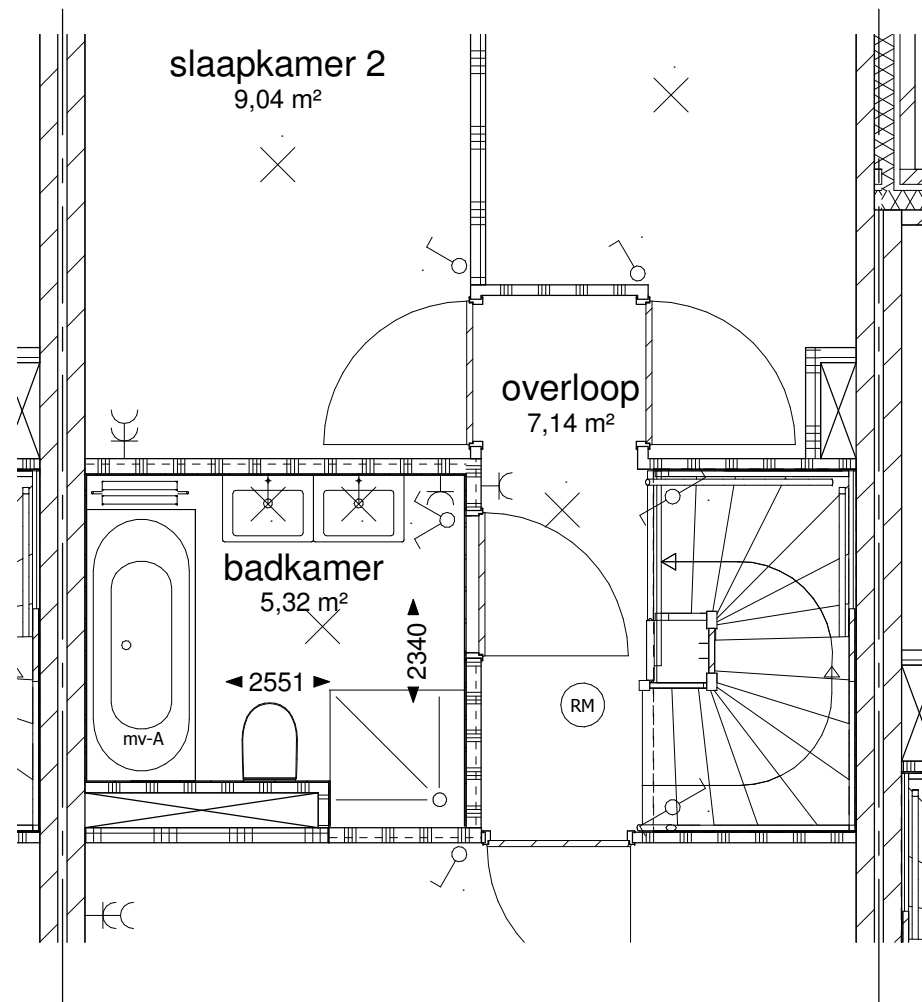 slaapkamer 2
9,04 m²
overloop
7,14 m²
badkamer
5,32 m²
2340
2551
RM
mv-A